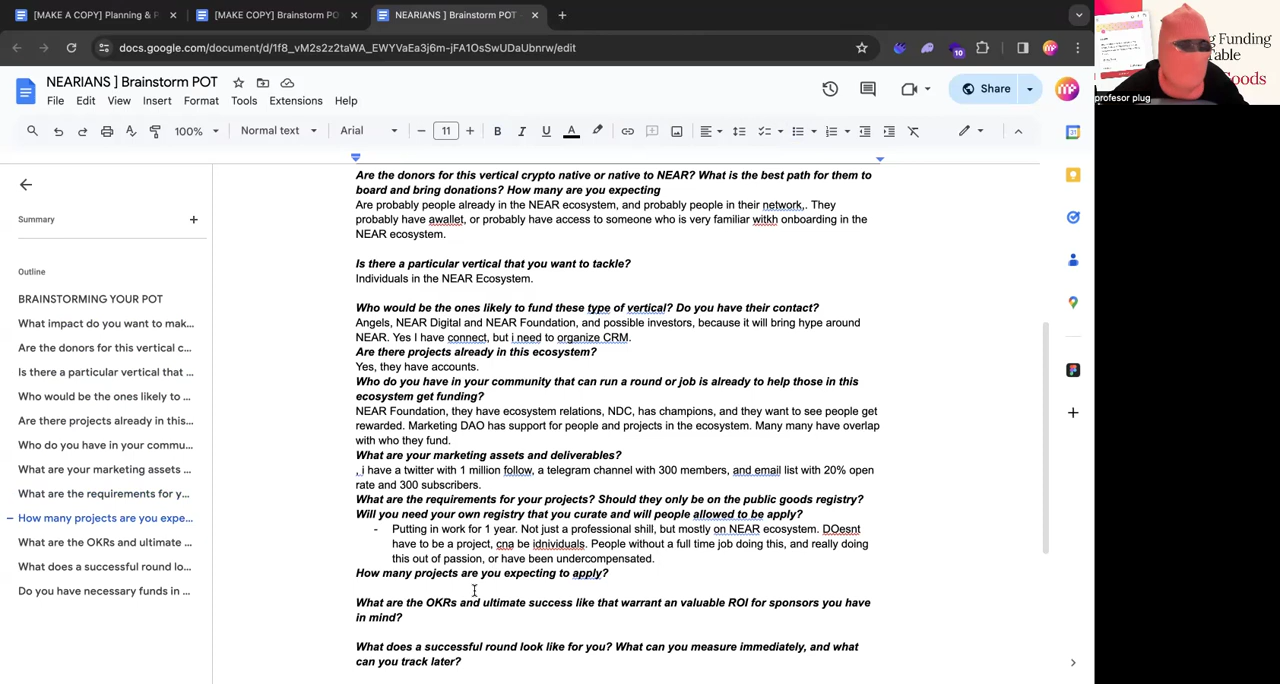 [MAKE A COPY] Planning & P
[MAKE COPY] Brainstorm PO
NEARIANS ] Brainstorm POT
docs.google.com/document/d/1f8_vM2s2z2taWA_EWYVaEa3j6m-jFA1OsSwUDaUbnrw/edit
10
NEARIANS ] Brainstorm POT
File Edit View Insert Format Tools Extensions Help
Share
100% Normal text Arial 11
g Funding
Table
oods
profesor plug
Summary
Outline
BRAINSTORMING YOUR POT
What impact do you want to mak...
Are the donors for this vertical c...
Is there a particular vertical that ...
Who would be the ones likely to ...
Are there projects already in this...
Who do you have in your commu...
What are your marketing assets ...
What are the requirements for y...
How many projects are you expe...
What are the OKRs and ultimate ...
What does a successful round lo...
Do you have necessary funds in ...
Are the donors for this vertical crypto native or native to NEAR? What is the best path for them to
board and bring donations? How many are you expecting
Are probably people already in the NEAR ecosystem, and probably people in their network,. They
probably have awallet, or probably have access to someone who is very familiar witkh onboarding in the
NEAR ecosystem.
Is there a particular vertical that you want to tackle?
Individuals in the NEAR Ecosystem.
Who would be the ones likely to fund these type of vertical? Do you have their contact?
Angels, NEAR Digital and NEAR Foundation, and possible investors, because it will bring hype around
NEAR. Yes I have connect, but i need to organize CRM.
Are there projects already in this ecosystem?
Yes, they have accounts.
Who do you have in your community that can run a round or job is already to help those in this
ecosystem get funding?
NEAR Foundation, they have ecosystem relations, NDC, has champions, and they want to see people get
rewarded. Marketing DAO has support for people and projects in the ecosystem. Many many have overlap
with who they fund.
What are your marketing assets and deliverables?
, i have a twitter with 1 million follow, a telegram channel with 300 members, and email list with 20% open
rate and 300 subscribers.
What are the requirements for your projects? Should they only be on the public goods registry?
Will you need your own registry that you curate and will people allowed to be apply?
- Putting in work for 1 year. Not just a professional shill, but mostly on NEAR ecosystem. DOesnt
have to be a project, cna be idnividuals. People without a full time job doing this, and really doing
this out of passion, or have been undercompensated.
How many projects are you expecting to apply?
What are the OKRs and ultimate success like that warrant an valuable ROI for sponsors you have
in mind?
What does a successful round look like for you? What can you measure immediately, and what
can you track later?